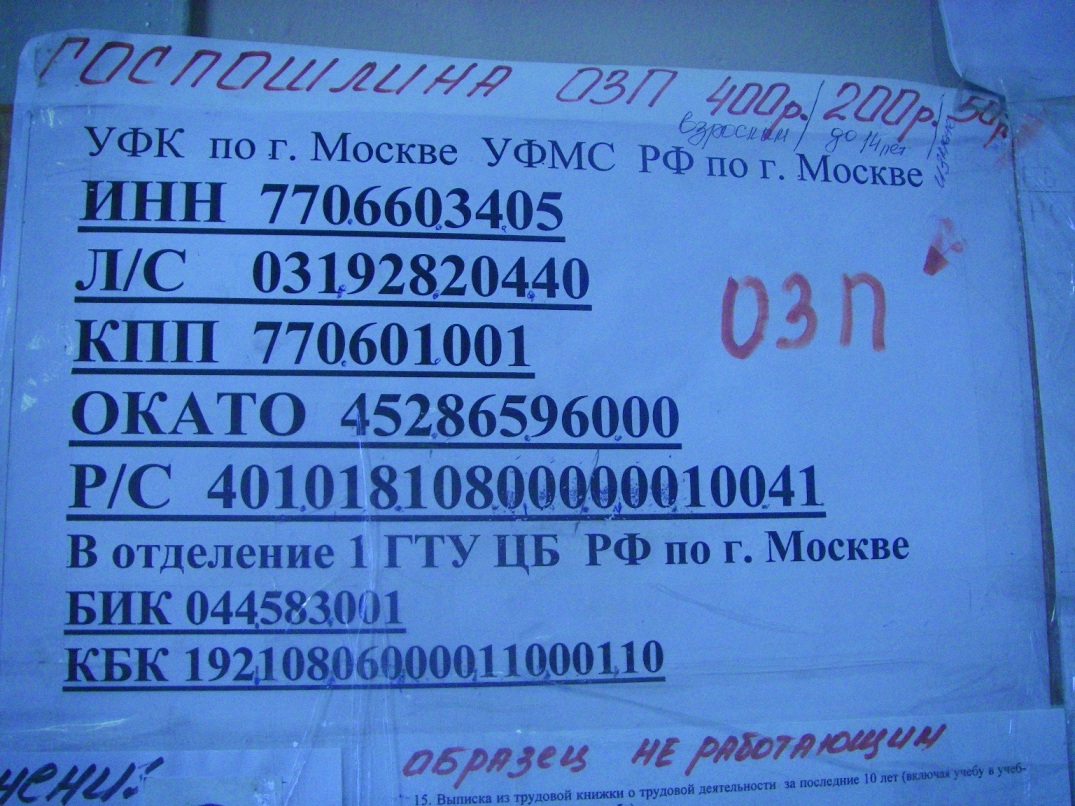 ГОСПОШЛИНА ОЗП 400р./200р./50р.
взрослым / до 14 лет /
УФК по г. Москве УФМС РФ по г. Москве
ИНН 7706603405
Л/С 03192820440
ОЗП
КПП 770601001
ОКАТО 45286596000
Р/С 40101810800000010041
В отделение 1 ГТУ ЦБ РФ по г. Москве
БИК 044583001
КБК 19210806000011000110
ОБРАЗЕЦ НЕ РАБОТАЮЩИМ
15. Выписка из трудовой книжки о трудовой деятельности за последние 10 лет (включая учебу в учеб-